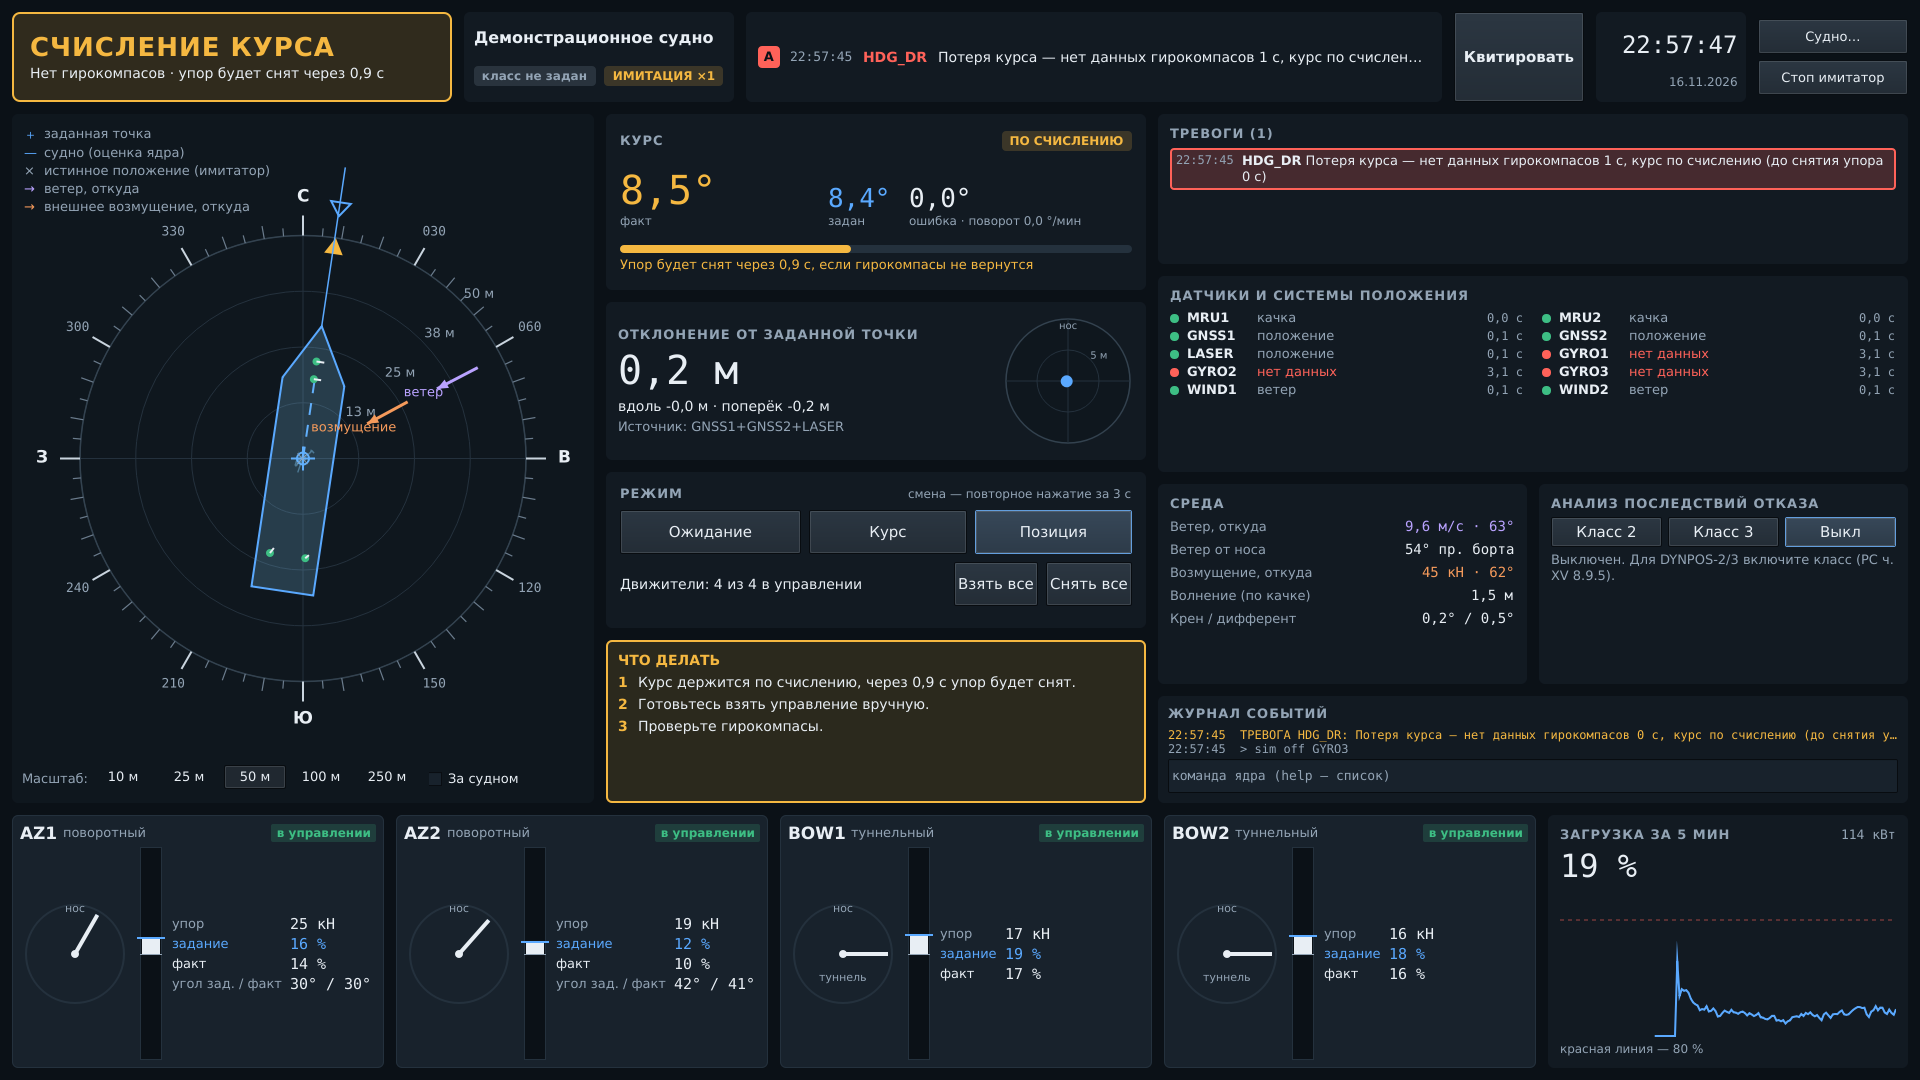 СЧИСЛЕНИЕ КУРСА
Нет гирокомпасов · упор будет снят через 0,9 с
Демонстрационное судно
класс не задан
ИМИТАЦИЯ ×1
A 22:57:45 HDG_DR Потеря курса — нет данных гирокомпасов 1 с, курс по счислен…
Квитировать
22:57:47
16.11.2026
Судно…
Стоп имитатор
+ заданная точка
— судно (оценка ядра)
× истинное положение (имитатор)
→ ветер, откуда
→ внешнее возмущение, откуда
С
330
030
50 м
300
060
38 м
25 м
ветер
13 м
возмущение
З
В
240
120
210
150
Ю
Масштаб: 10 м 25 м 50 м 100 м 250 м За судном
КУРС
ПО СЧИСЛЕНИЮ
8,5° 8,4° 0,0°
факт задан ошибка · поворот 0,0 °/мин
Упор будет снят через 0,9 с, если гирокомпасы не вернутся
ОТКЛОНЕНИЕ ОТ ЗАДАННОЙ ТОЧКИ
0,2 м
вдоль -0,0 м · поперёк -0,2 м
Источник: GNSS1+GNSS2+LASER
нос
5 м
РЕЖИМ
смена — повторное нажатие за 3 с
Ожидание Курс Позиция
Движители: 4 из 4 в управлении
Взять все Снять все
ЧТО ДЕЛАТЬ
1 Курс держится по счислению, через 0,9 с упор будет снят.
2 Готовьтесь взять управление вручную.
3 Проверьте гирокомпасы.
ТРЕВОГИ (1)
22:57:45 HDG_DR Потеря курса — нет данных гирокомпасов 1 с, курс по счислению (до снятия упора
0 с)
ДАТЧИКИ И СИСТЕМЫ ПОЛОЖЕНИЯ
MRU1 качка 0,0 с MRU2 качка 0,0 с
GNSS1 положение 0,1 с GNSS2 положение 0,1 с
LASER положение 0,1 с GYRO1 нет данных 3,1 с
GYRO2 нет данных 3,1 с GYRO3 нет данных 3,1 с
WIND1 ветер 0,1 с WIND2 ветер 0,1 с
СРЕДА
Ветер, откуда 9,6 м/с · 63°
Ветер от носа 54° пр. борта
Возмущение, откуда 45 кН · 62°
Волнение (по качке) 1,5 м
Крен / дифферент 0,2° / 0,5°
АНАЛИЗ ПОСЛЕДСТВИЙ ОТКАЗА
Класс 2 Класс 3 Выкл
Выключен. Для DYNPOS-2/3 включите класс (РС ч.
XV 8.9.5).
ЖУРНАЛ СОБЫТИЙ
22:57:45 ТРЕВОГА HDG_DR: Потеря курса — нет данных гирокомпасов 0 с, курс по счислению (до снятия у…
22:57:45 > sim off GYRO3
команда ядра (help — список)
AZ1 поворотный в управлении
нос
упор 25 кН
задание 16 %
факт 14 %
угол зад. / факт 30° / 30°
AZ2 поворотный в управлении
нос
упор 19 кН
задание 12 %
факт 10 %
угол зад. / факт 42° / 41°
BOW1 туннельный в управлении
нос
туннель
упор 17 кН
задание 19 %
факт 17 %
BOW2 туннельный в управлении
нос
туннель
упор 16 кН
задание 18 %
факт 16 %
ЗАГРУЗКА ЗА 5 МИН 114 кВт
19 %
красная линия — 80 %